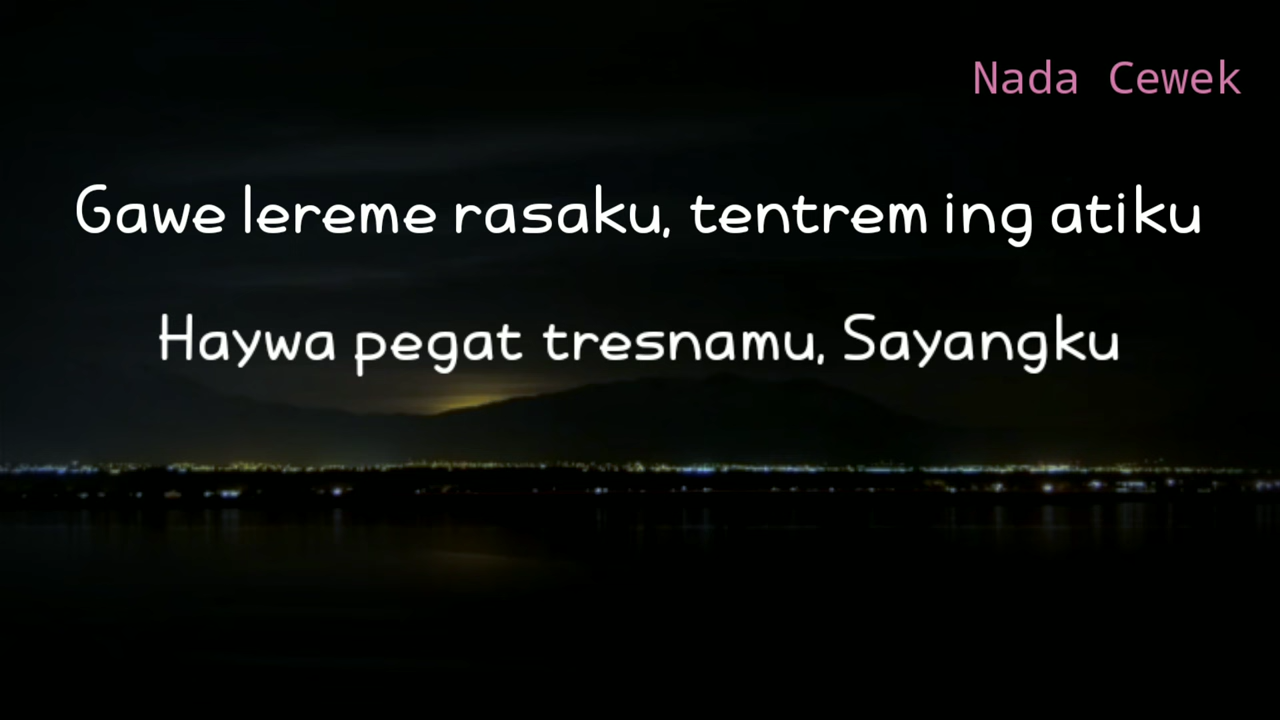 Nada Cewek
Gawe lereme rasaku, tentrem ing atiku
Haywa pegat tresnamu, Sayangku